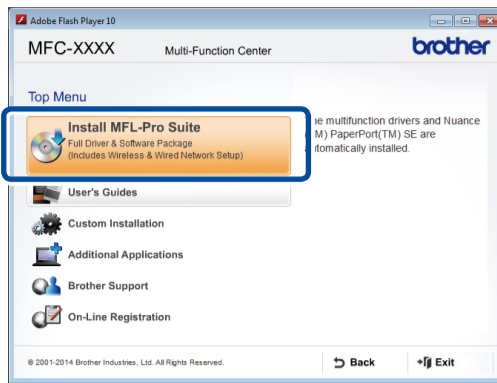 Adobe Flash Player 10
MFC-XXXX
Multi-Function Center
brother
Top Menu
Install MFL-Pro Suite
Full Driver & Software Package
(Includes Wireless & Wired Network Setup)
multifunction drivers and Nuance
PaperPort(TM) SE are
installed.
User's Guides
Custom Installation
Additional Applications
Brother Support
On-Line Registration
© 2001-2014 Brother Industries, Ltd. All Rights Reserved.
Back
Exit